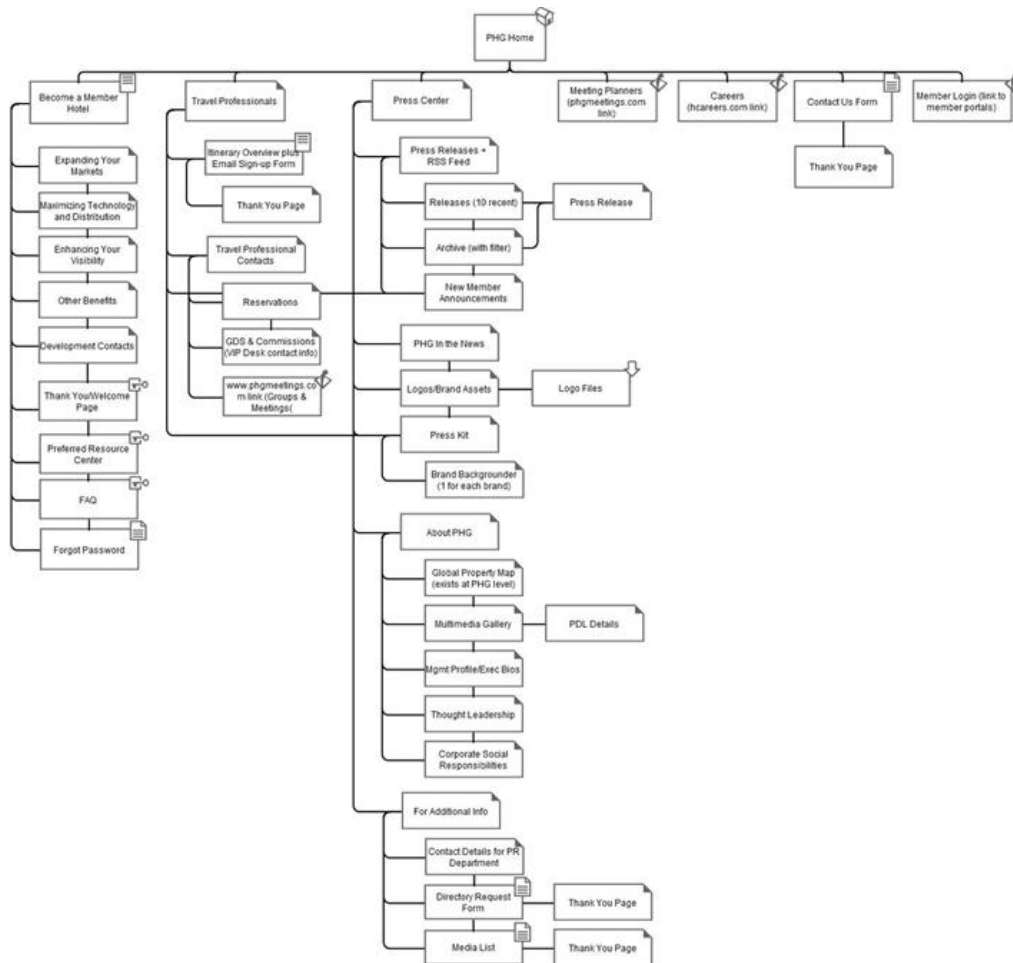 PHG Home
Become a Member
Hotel
Travel Professionals
Press Center
Meeting Planners
(phgmeetings.com
link)
Careers
(hcareers.com link)
Contact Us Form
Member Login (link to
member portals)
Expanding Your
Markets
Maximizing Technology
and Distribution
Enhancing Your
Visibility
Other Benefits
Development Contacts
Thank You/Welcome
Page
Preferred Resource
Center
FAQ
Forgot Password
Itinerary Overview plus
Email Sign-up Form
Thank You Page
Travel Professional
Contacts
Reservations
GDS & Commissions
(VIP Desk contact info)
www.phgmeetings.co
m link (Groups &
Meetings(
Press Releases +
RSS Feed
Releases (10 recent)
Press Release
Archive (with filter)
New Member
Announcements
PHG In the News
Logos/Brand Assets
Logo Files
Press Kit
Brand Backgrounder
(1 for each brand)
About PHG
Global Property Map
(exists at PHG level)
Multimedia Gallery
PDL Details
Mgmt Profile/Exec Bios
Thought Leadership
Corporate Social
Responsibilities
For Additional Info
Contact Details for PR
Department
Directory Request
Form
Thank You Page
Media List
Thank You Page
Thank You Page